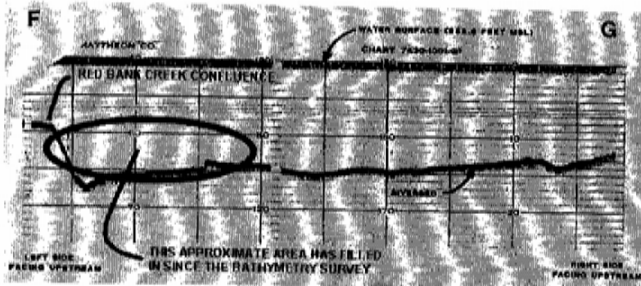 F
G
RAYTHEON CO.
WATER SURFACE
CHART
RED BANK CREEK CONFLUENCE
RIVERBED
THIS APPROXIMATE AREA HAS FILLED
IN SINCE THE BATHYMETRY SURVEY
LEFT SIDE
FACING UPSTREAM
RIGHT SIDE
FACING UPSTREAM